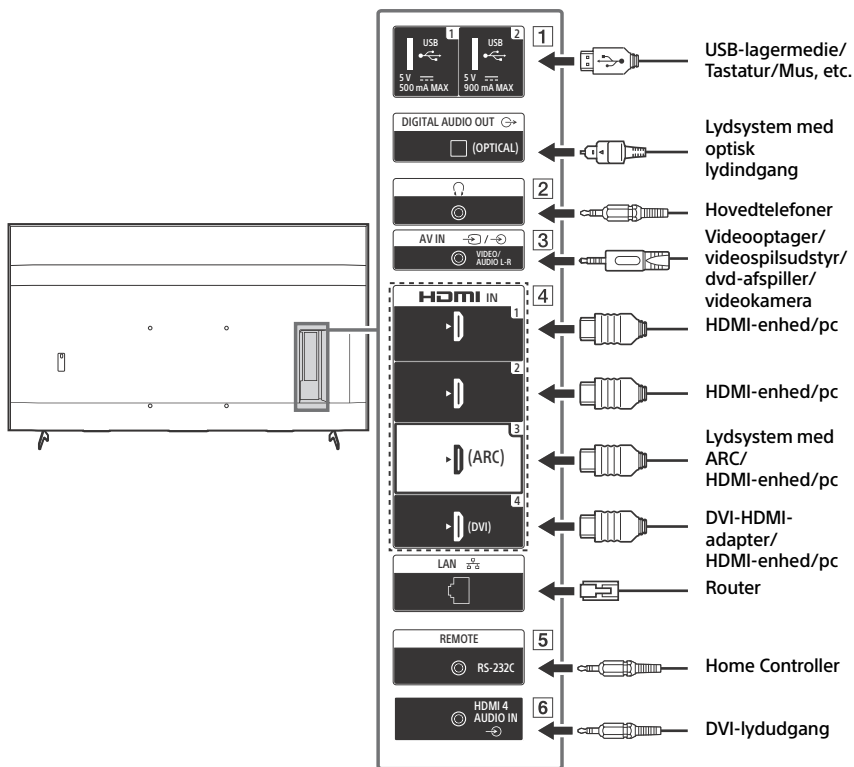 1
2
1
USB
USB
5 V
500 mA MAX
5 V
900 mA MAX
USB-lagermedie/
Tastatur/Mus, etc.
DIGITAL AUDIO OUT
(OPTICAL)
Lydsystem med
optisk
lydindgang
2
Hovedtelefoner
AV IN
/
3
VIDEO/
AUDIO L-R
Videooptager/
videospilsudstyr/
dvd-afspiller/
videokamera
HDMI IN
4
1
HDMI-enhed/pc
2
HDMI-enhed/pc
3
(ARC)
Lydsystem med
ARC/
HDMI-enhed/pc
4
(DVI)
DVI-HDMI-
adapter/
HDMI-enhed/pc
LAN
Router
REMOTE
5
RS-232C
Home Controller
HDMI 4
AUDIO IN
6
DVI-lydudgang